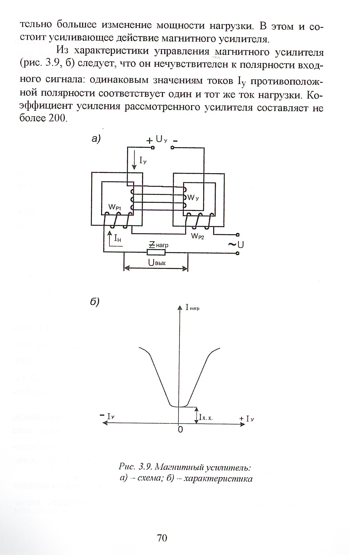 тельно большее изменение мощности нагрузки. В этом и со-
стоит усиливающее действие магнитного усилителя.
Из характеристики управления магнитного усилителя
(рис. 3.9, б) следует, что он нечувствителен к полярности вход-
ного сигнала: одинаковым значениям токов Iу противополож-
ной полярности соответствует один и тот же ток нагрузки. Ко-
эффициент усиления рассмотренного усилителя составляет не
более 200.
а)
+ Uу −
Iу
Wу
Wр1
Wр2
Iн
Zнагр
~U
Uвых
б)
Iнагр
Iх.х.
− Iу
0
+ Iу
Рис. 3.9. Магнитный усилитель:
а) – схема; б) – характеристика
70